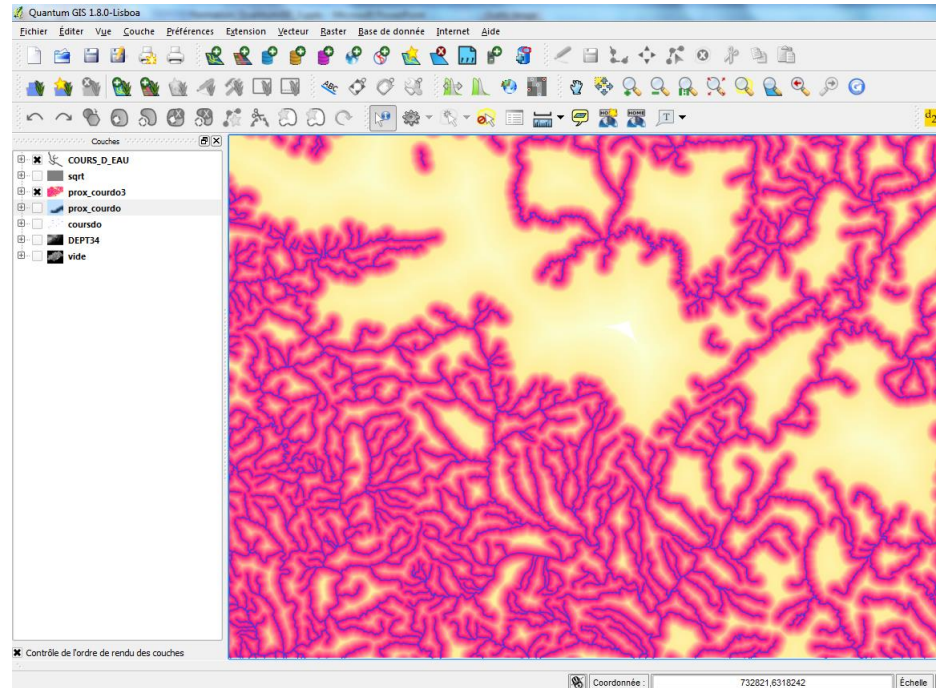 Quantum GIS 1.8.0-Lisboa
Fichier Éditer Vue Couche Préférences Extension Vecteur Raster Base de donnée Internet Aide
Couches
COURS_D_EAU
sqrt
prox_courdo3
prox_courdo
coursdo
DEPT34
vide
Contrôle de l'ordre de rendu des couches
Coordonnée : 732821,6318242 Échelle